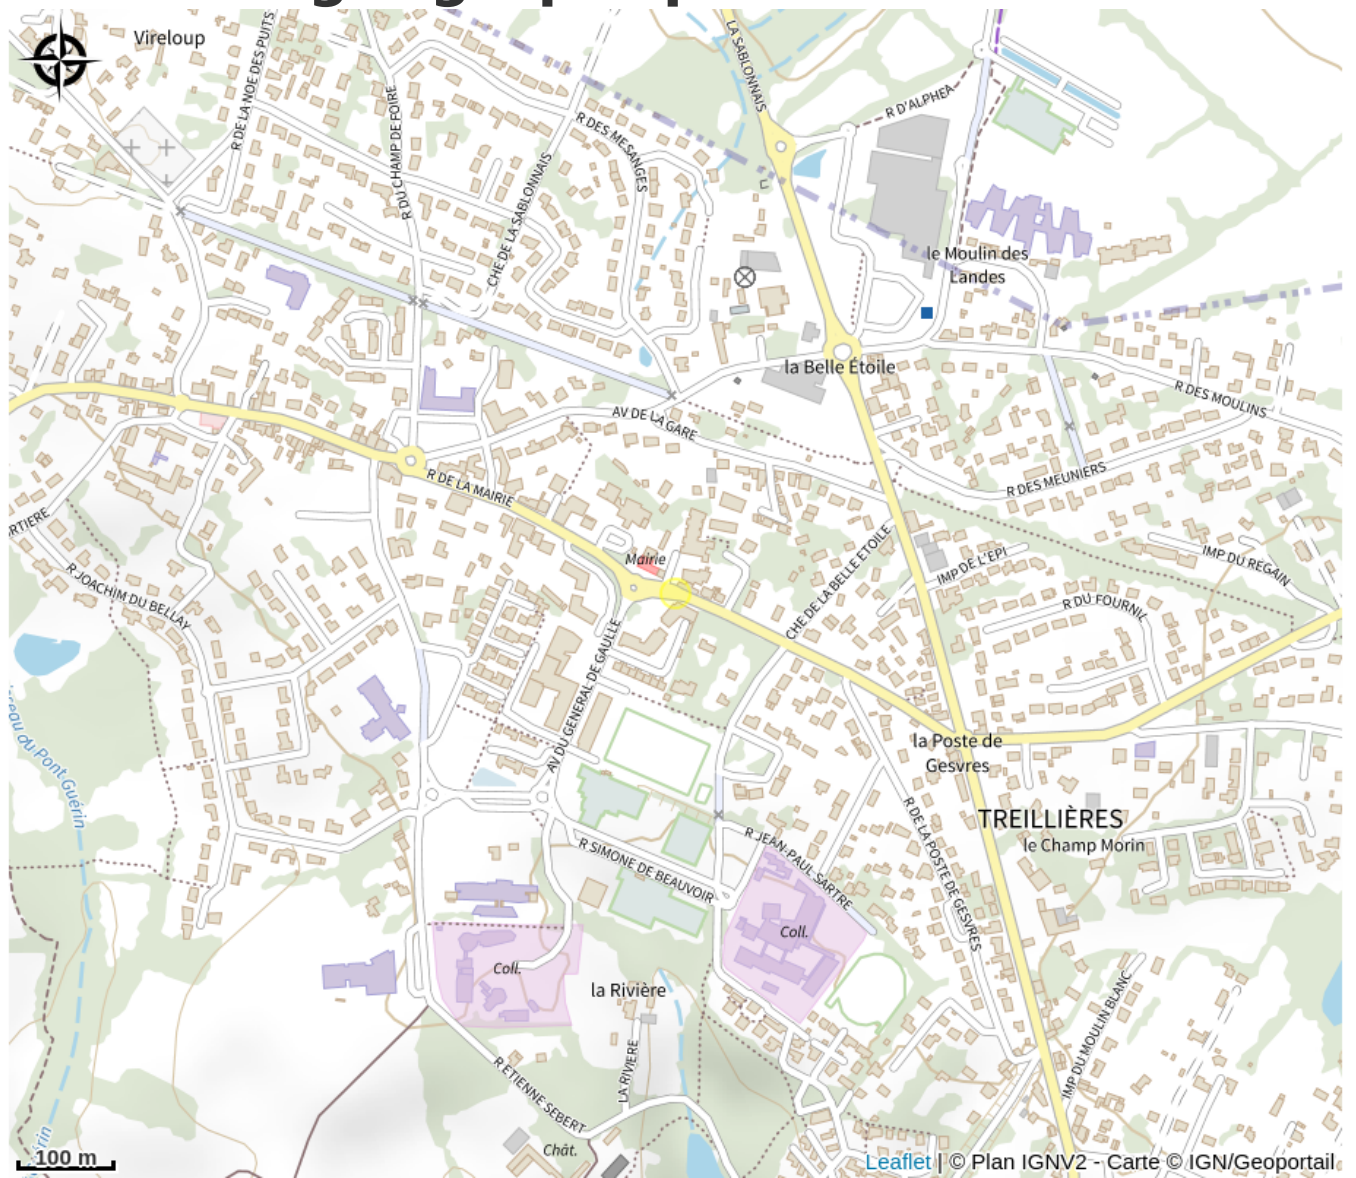 Vireloup
R DE LA NOE DES PUITS
R DU CHAMP DE FOIRE
CHE DE LA SABLONNAIS
R DES MESANGES
LA SABLONNAIS
R D'ALPHEA
le Moulin des
Landes
la Belle Étoile
R DES MOULINS
AV DE LA GARE
R DE LA MAIRIE
R DES MEUNIERS
RTIERE
Mairie
IMP DE L'EPI
IMP DU REGAIN
R JOACHIM DU BELLAY
CHE DE LA BELLE ETOILE
R DU FOURNIL
AV DU GENERAL DE GAULLE
eau du Pont Guérin
la Poste de
Gesvres
TREILLIÈRES
le Champ Morin
R SIMONE DE BEAUVOIR
R JEAN-PAUL SARTRE
R DE LA POSTE DE GESVRES
Coll.
Coll.
la Rivière
LA RIVIERE
R ETIENNE SEBERT
IMP DU MOULIN BLANC
Chât.
érin
100 m
Leaflet | © Plan IGNV2 - Carte © IGN/Geoportail